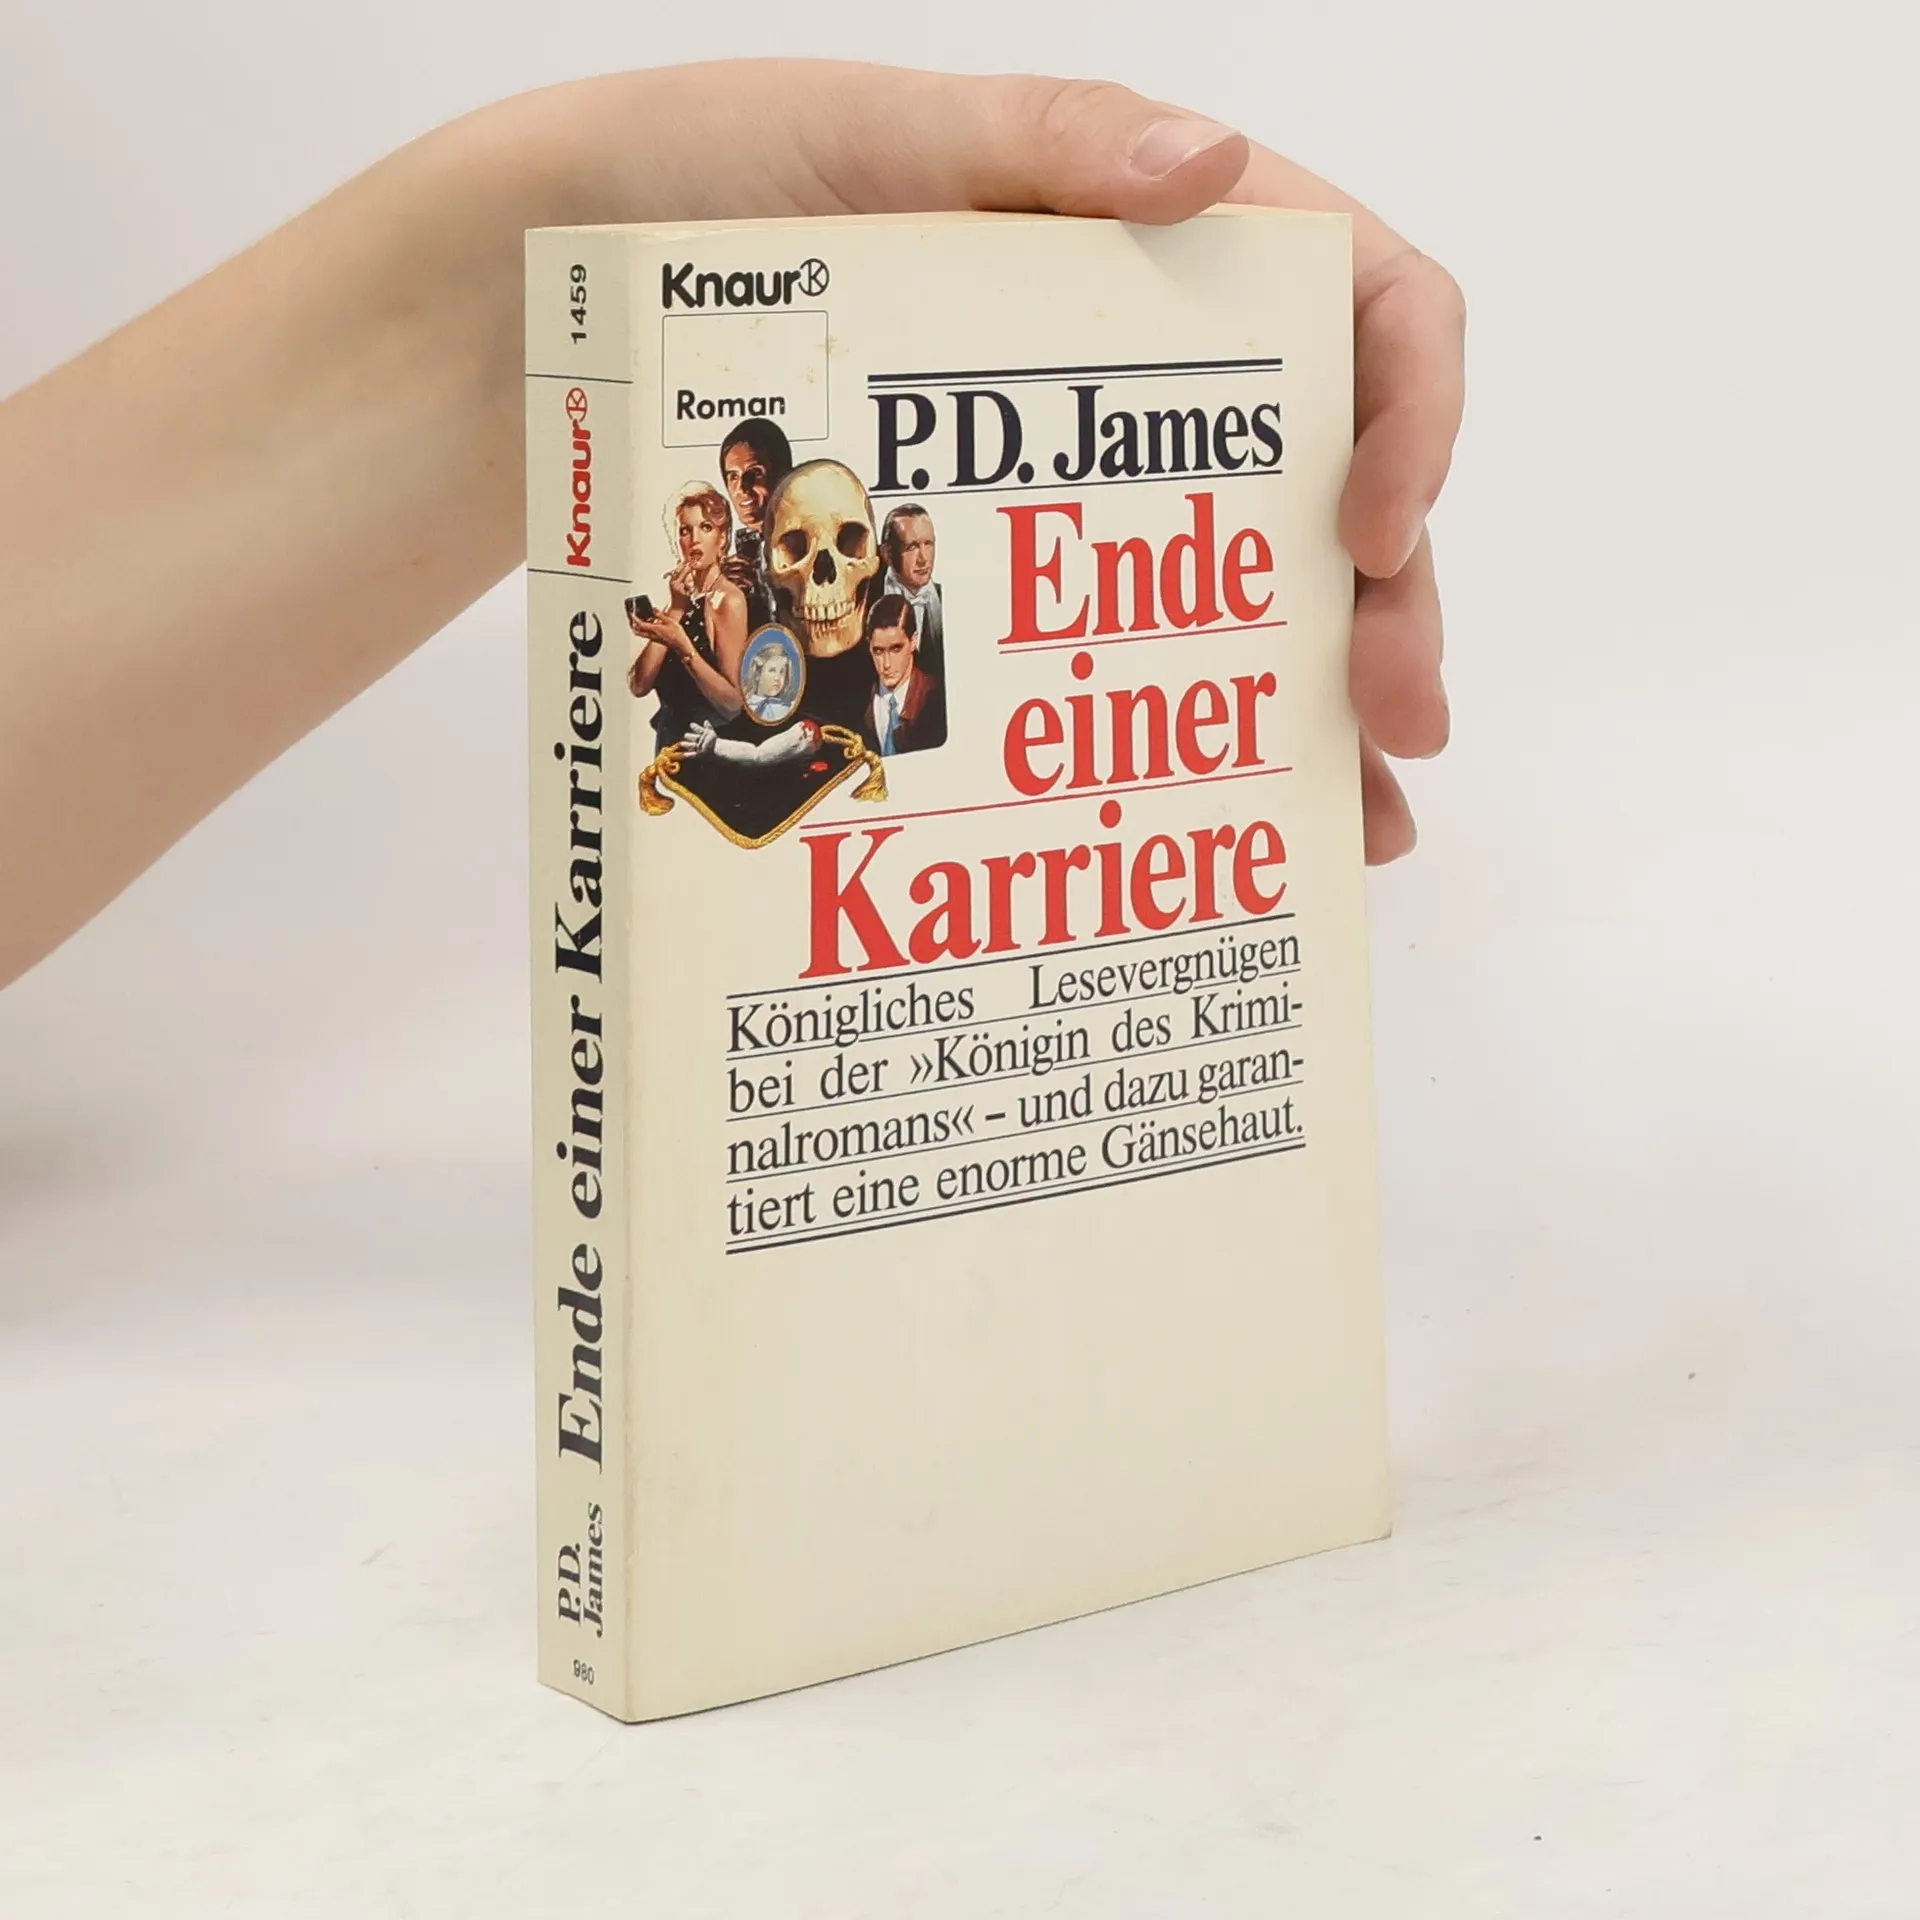 Knaur
Roman
P.D. James
Ende
einer
Karriere
Königliches Lesevergnügen
bei der »Königin des Krimi-
nalromans« – und dazu garan-
tiert eine enorme Gänsehaut.
1459
Knaur
Ende einer Karriere
P.D.
James
980